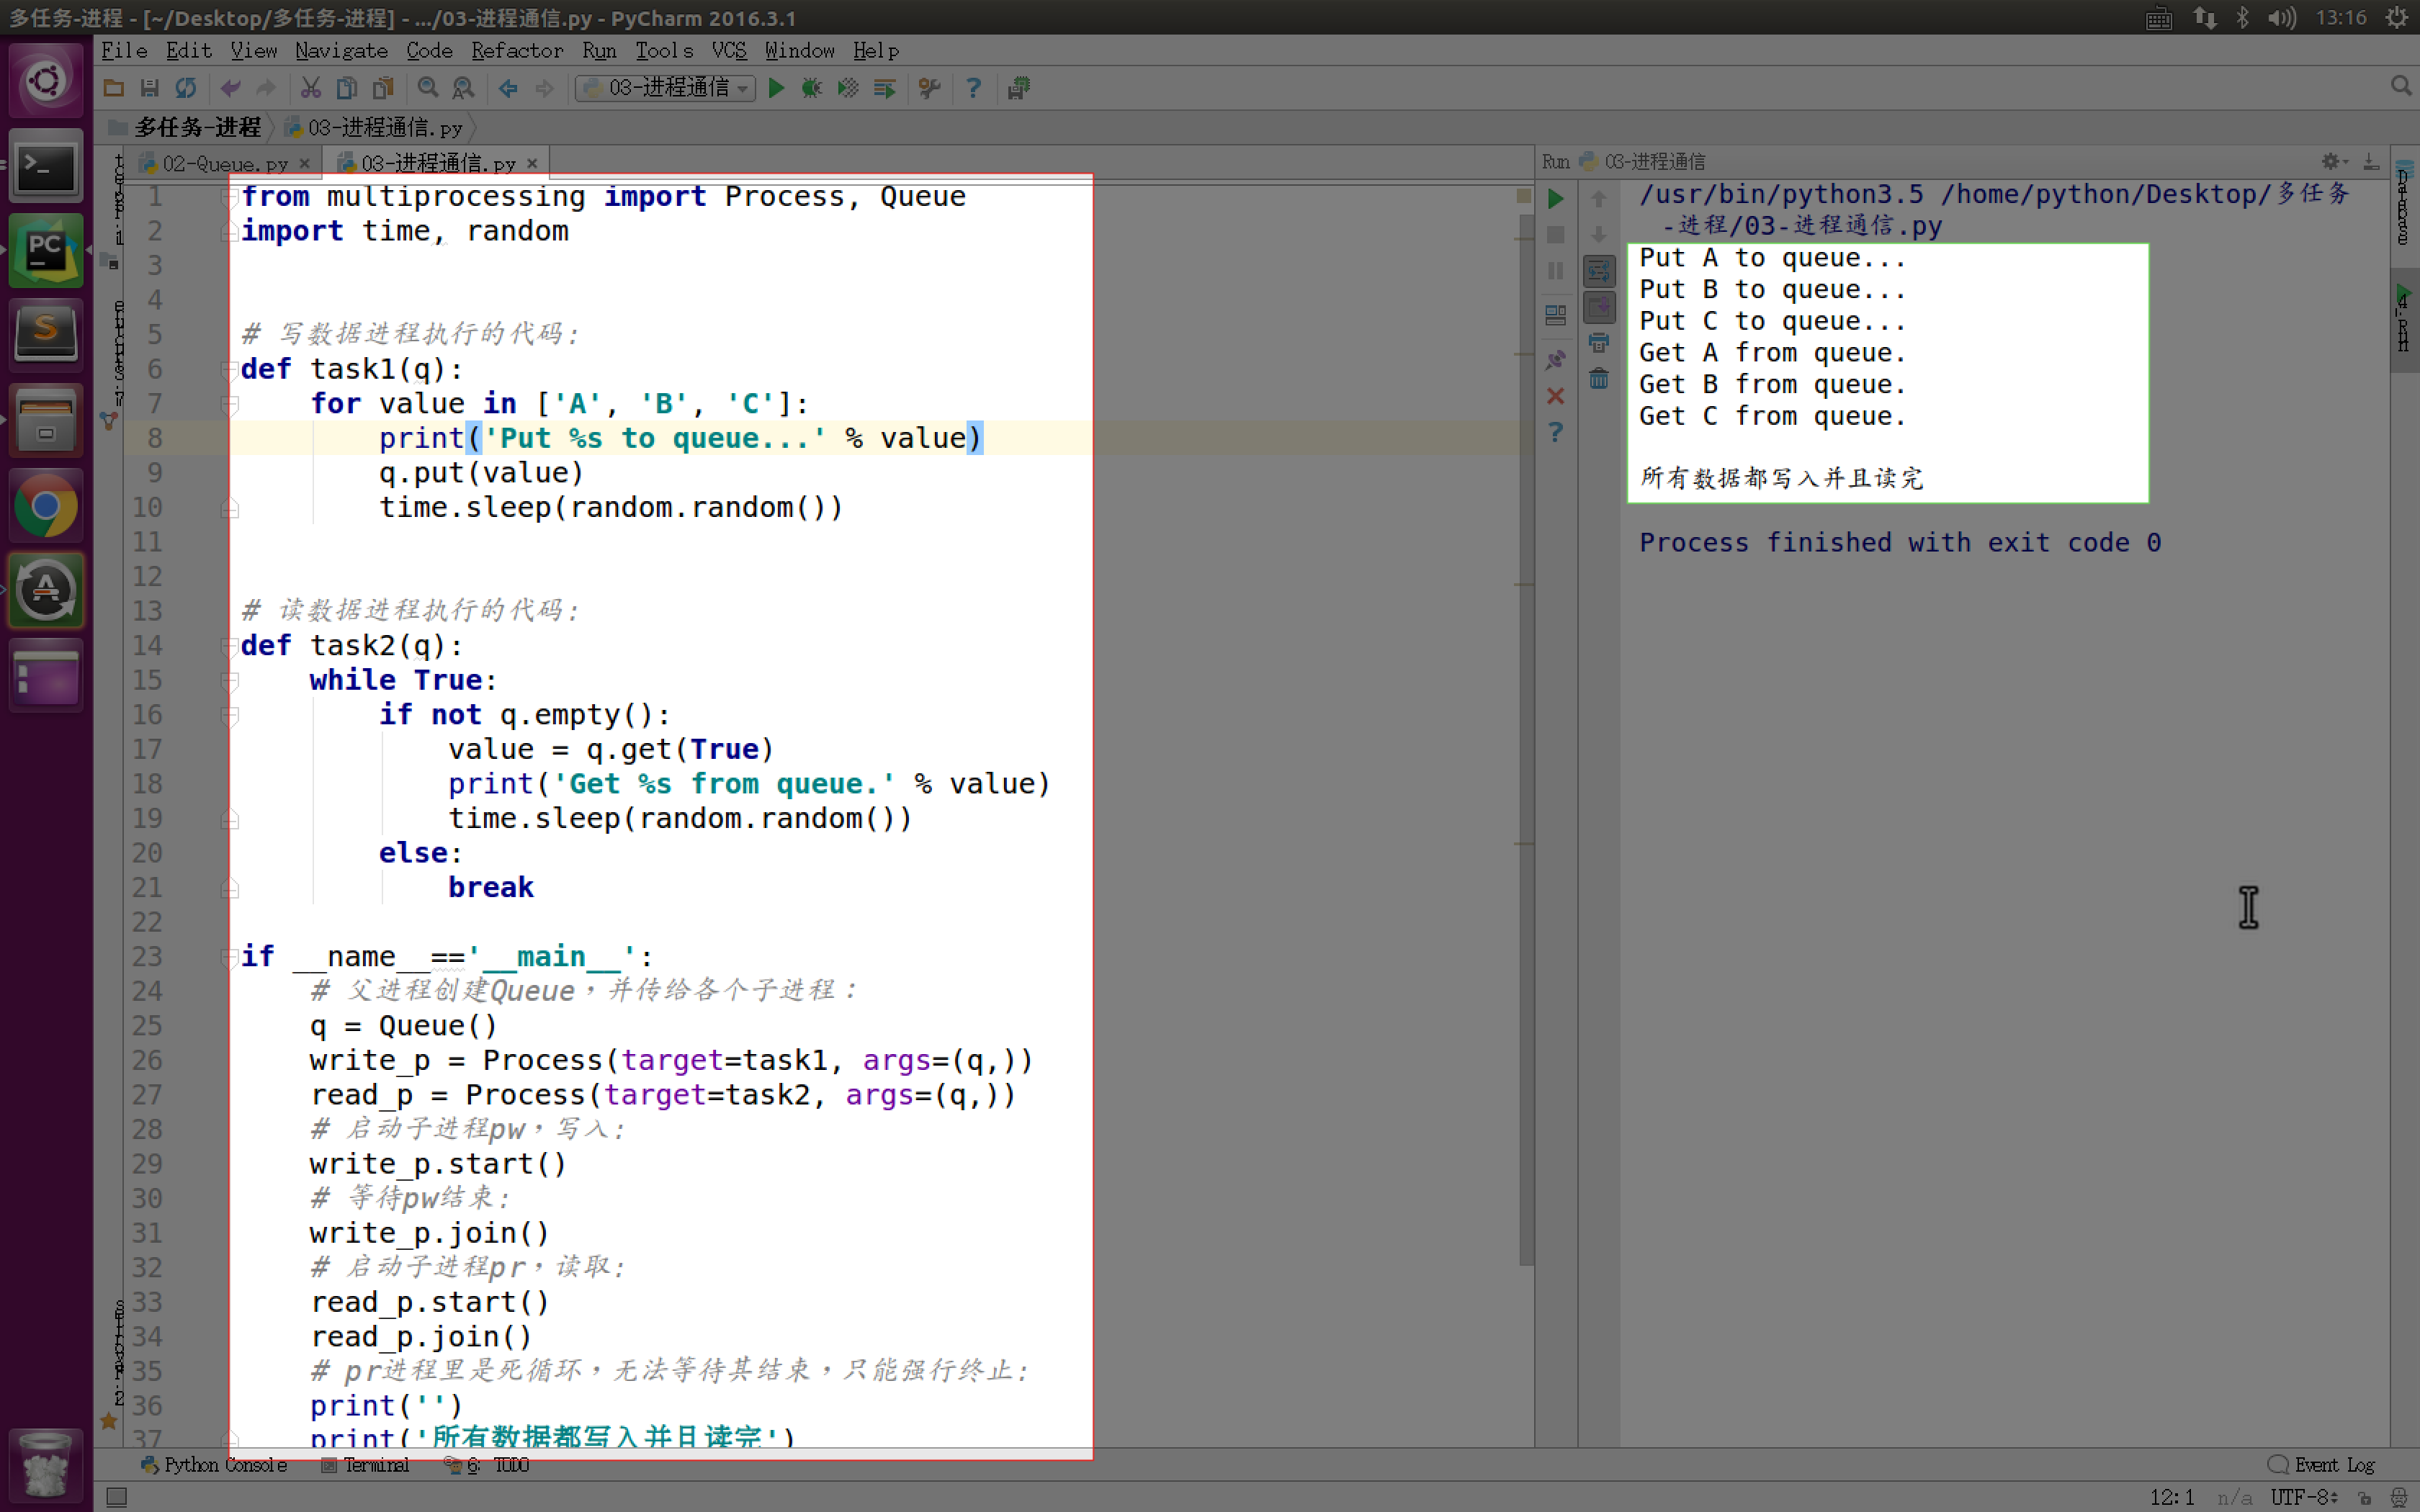 多任务-进程 - [~/Desktop/多任务-进程] - .../03-进程通信.py - PyCharm 2016.3.1
13:16
File Edit View Navigate Code Refactor Run Tools VCS Window Help
03-进程通信
多任务-进程 03-进程通信.py
02-Queue.py 03-进程通信.py
1 from multiprocessing import Process, Queue
2 import time, random
3
4
5 # 写数据进程执行的代码:
6 def task1(q):
7     for value in ['A', 'B', 'C']:
8         print('Put %s to queue...' % value)
9         q.put(value)
10         time.sleep(random.random())
11
12
13 # 读数据进程执行的代码:
14 def task2(q):
15     while True:
16         if not q.empty():
17             value = q.get(True)
18             print('Get %s from queue.' % value)
19             time.sleep(random.random())
20         else:
21             break
22
23 if __name__=='__main__':
24     # 父进程创建Queue，并传给各个子进程：
25     q = Queue()
26     write_p = Process(target=task1, args=(q,))
27     read_p = Process(target=task2, args=(q,))
28     # 启动子进程pw，写入:
29     write_p.start()
30     # 等待pw结束:
31     write_p.join()
32     # 启动子进程pr，读取:
33     read_p.start()
34     read_p.join()
35     # pr进程里是死循环，无法等待其结束，只能强行终止:
36     print('')
37     print('所有数据都写入并且读完')
Run 03-进程通信
/usr/bin/python3.5 /home/python/Desktop/多任务
-进程/03-进程通信.py
Put A to queue...
Put B to queue...
Put C to queue...
Get A from queue.
Get B from queue.
Get C from queue.
所有数据都写入并且读完
Process finished with exit code 0
Python Console Terminal 6: TODO
Event Log
12:1 n/a UTF-8